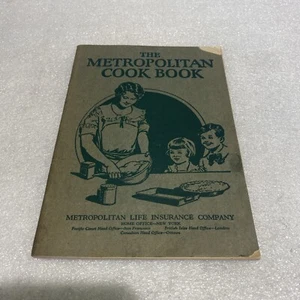 THE
METROPOLITAN
COOK BOOK
METROPOLITAN LIFE INSURANCE COMPANY
HOME OFFICE—NEW YORK
Pacific Coast Head Office—San Francisco British Isles Head Office—London
Canadian Head Office—Ottawa